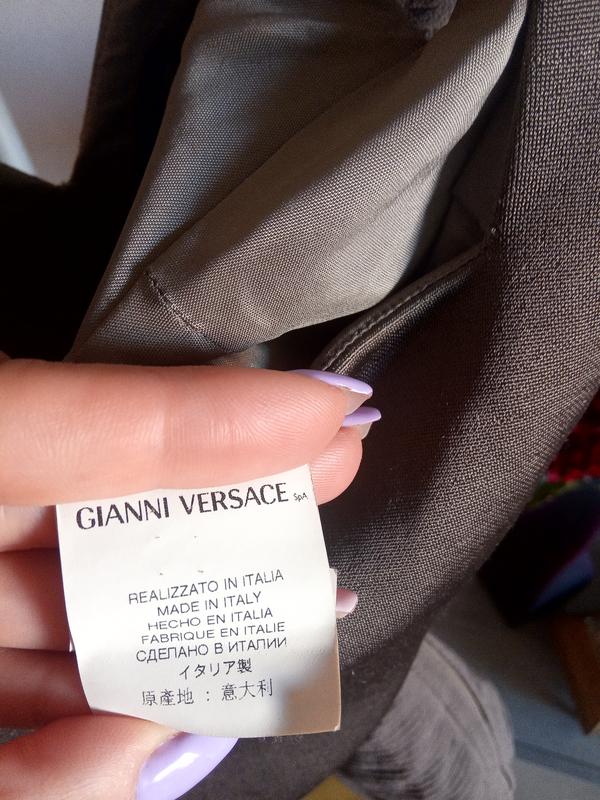 GIANNI VERSACE SpA
REALIZZATO IN ITALIA
MADE IN ITALY
HECHO EN ITALIA
FABRIQUE EN ITALIE
СДЕЛАНО В ИТАЛИИ
イタリア製
原產地 : 意大利